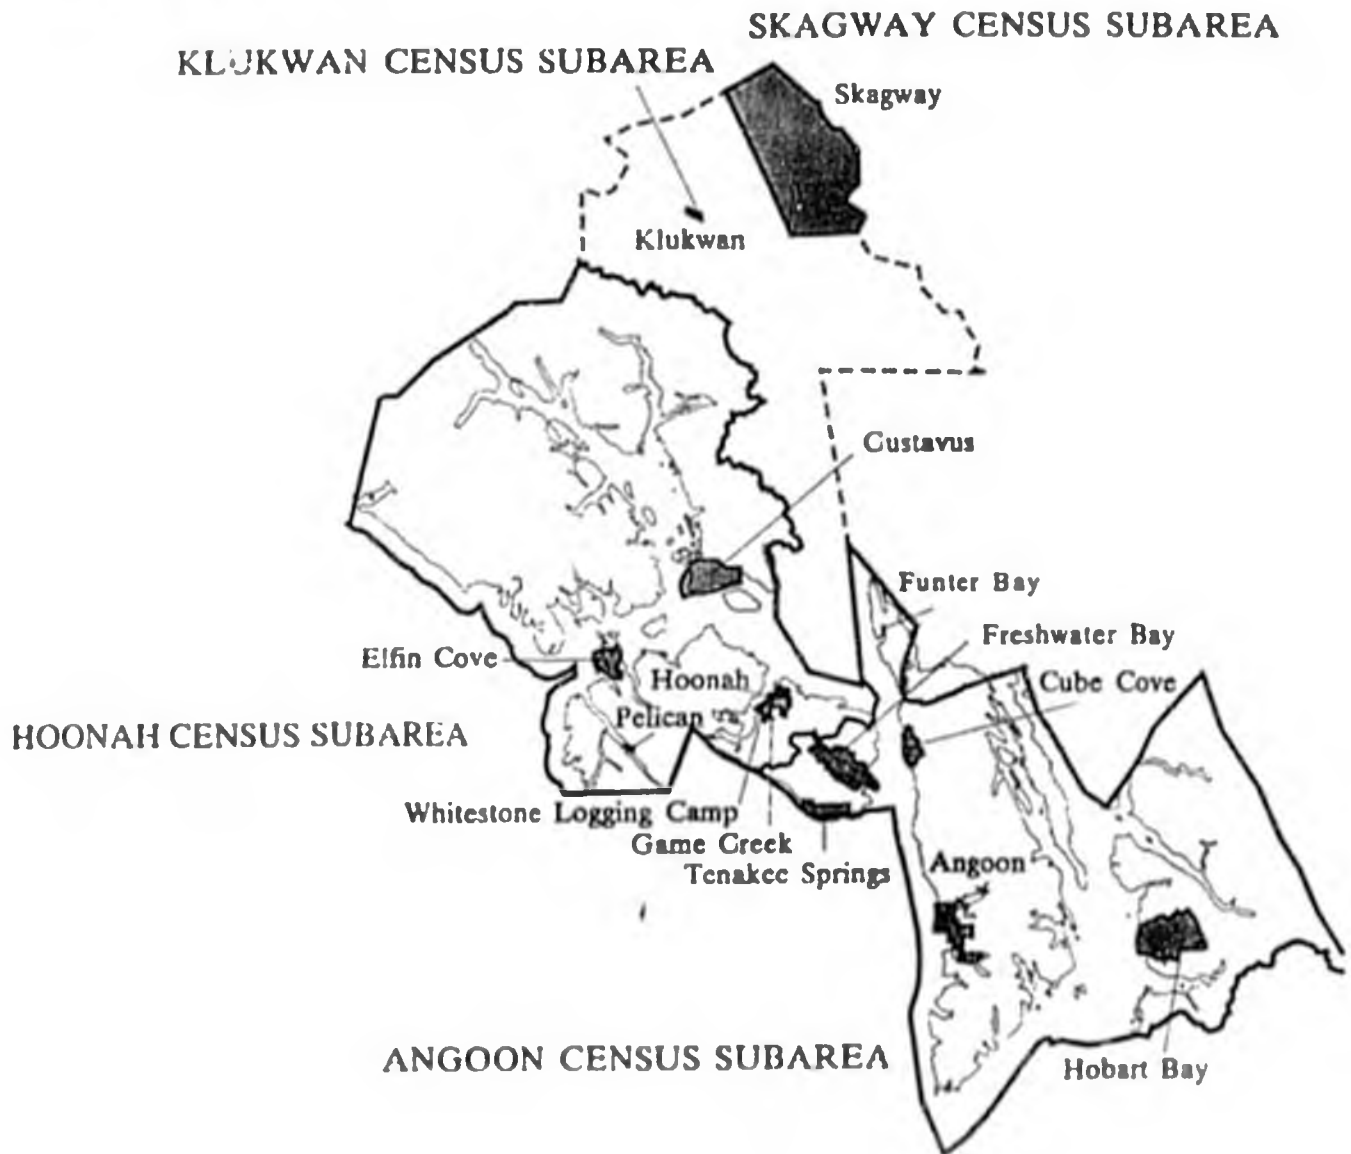 SKAGWAY CENSUS SUBAREA
KLUKWAN CENSUS SUBAREA
Skagway
Klukwan
Gustavus
Funter Bay
Freshwater Bay
Elfin Cove
Hoonah
Cube Cove
Pelican
HOONAH CENSUS SUBAREA
Whitestone Logging Camp
Game Creek
Tenakee Springs
Angoon
ANGOON CENSUS SUBAREA
Hobart Bay